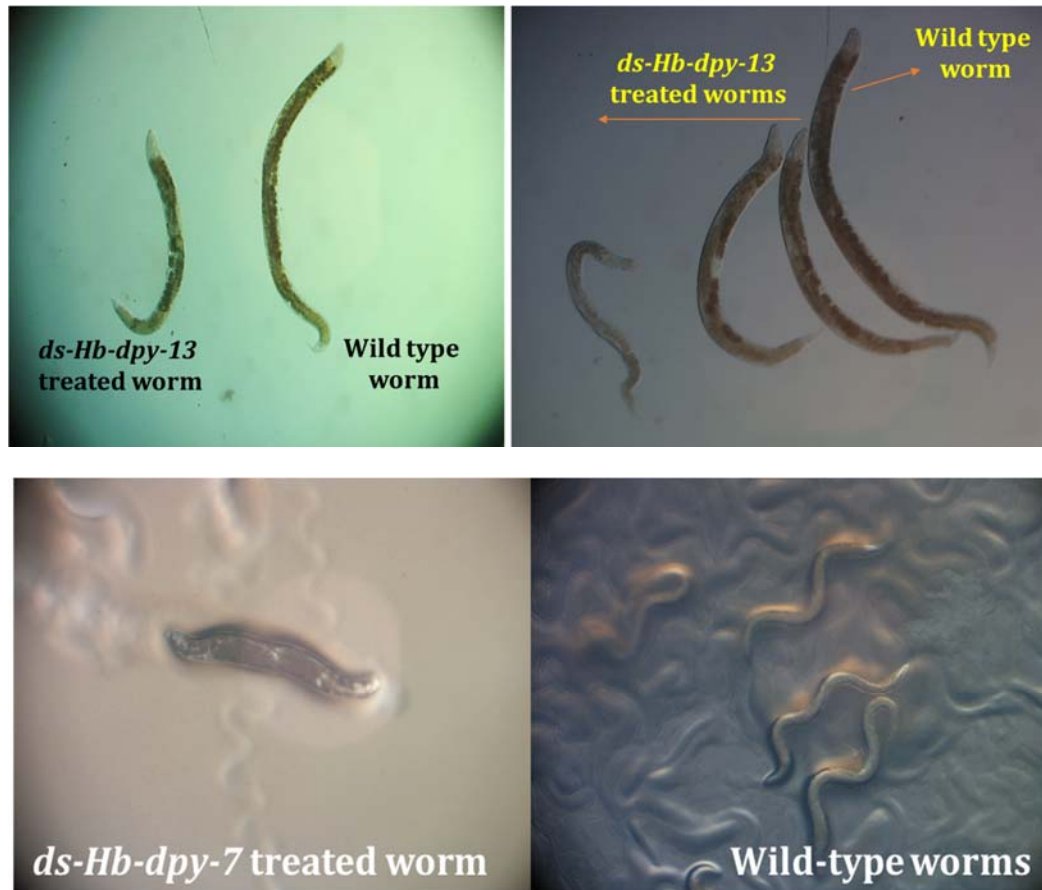 ds-Hb-dpy-13
treated worm
Wild type
worm
ds-Hb-dpy-13
treated worms
Wild type
worm
ds-Hb-dpy-7 treated worm
Wild-type worms